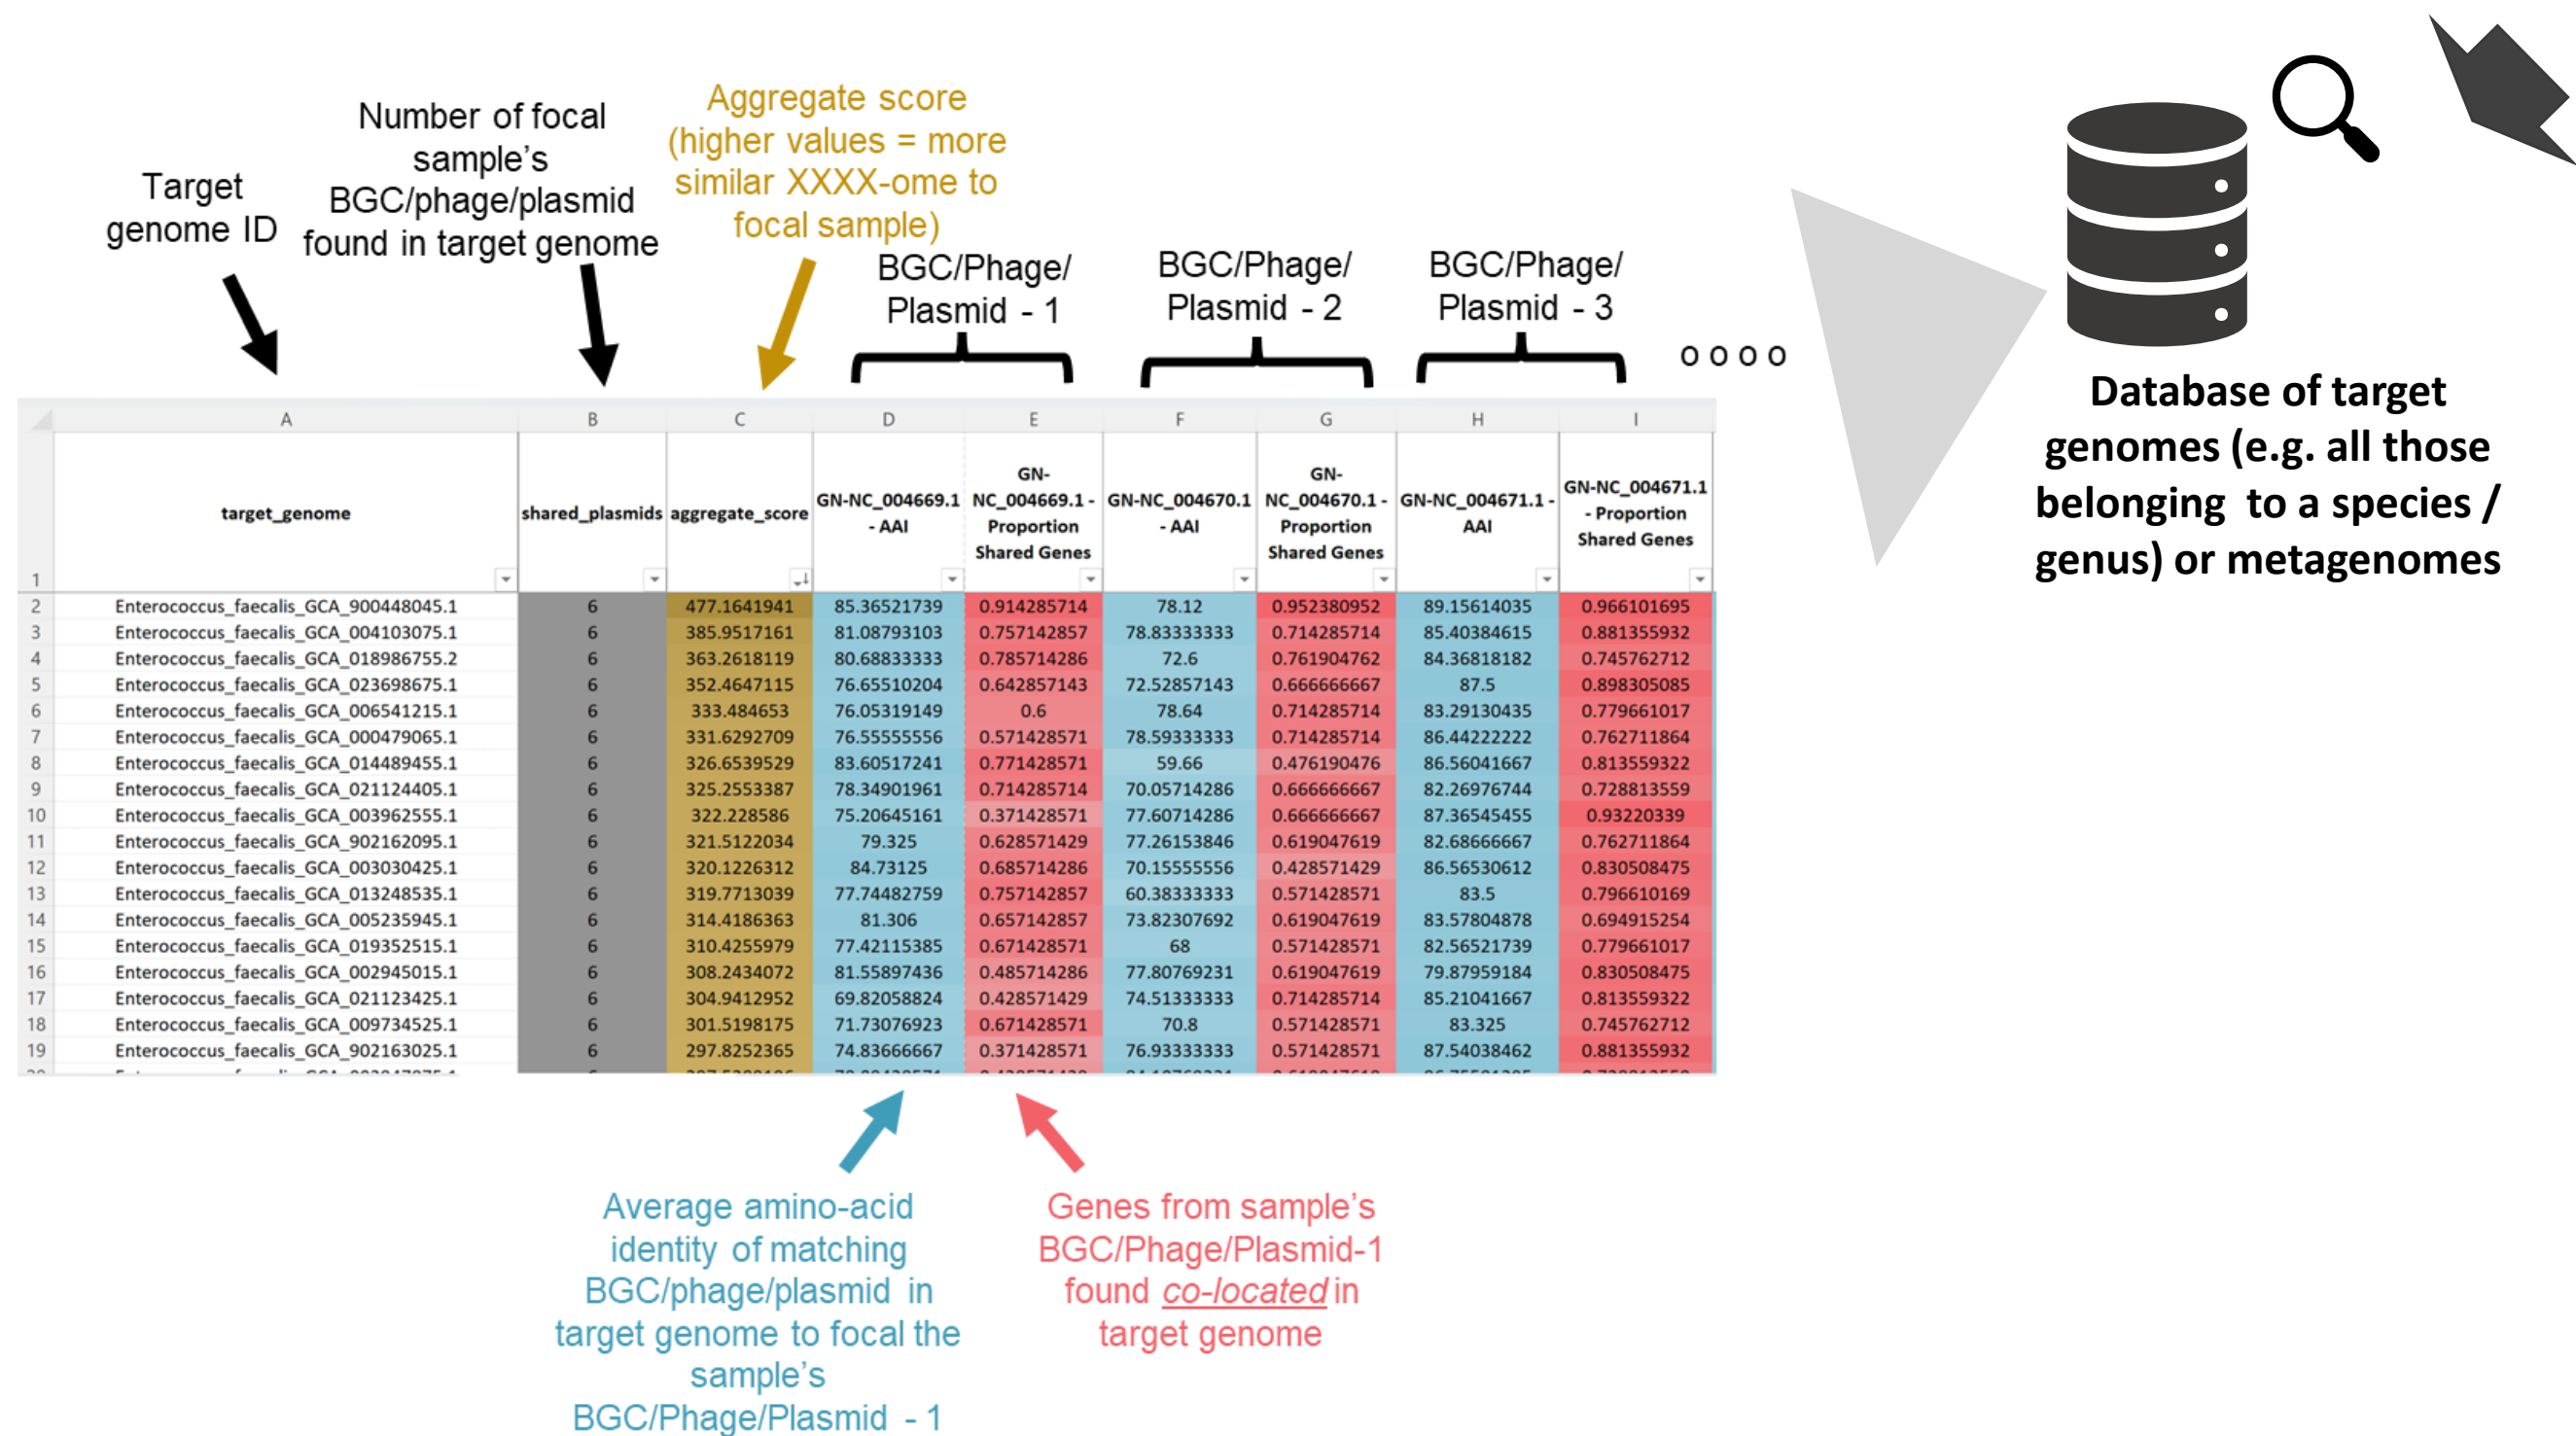 Target
genome ID
Number of focal
sample's
BGC/phage/plasmid
found in target genome
Aggregate score
(higher values = more
similar XXXX-ome to
focal sample)
BGC/Phage/
Plasmid - 1
BGC/Phage/
Plasmid - 2
BGC/Phage/
Plasmid - 3
o o o o
Database of target
genomes (e.g. all those
belonging to a species /
genus) or metagenomes
A B C D E F G H I
1 target_genome shared_plasmids aggregate_score GN-NC_004669.1 - AAI GN-NC_004669.1 - Proportion Shared Genes GN-NC_004670.1 - AAI GN-NC_004670.1 - Proportion Shared Genes GN-NC_004671.1 - AAI GN-NC_004671.1 - Proportion Shared Genes
2 Enterococcus_faecalis_GCA_900448045.1 6 477.1641941 85.36521739 0.914285714 78.12 0.952380952 89.15614035 0.966101695
3 Enterococcus_faecalis_GCA_004103075.1 6 385.9517161 81.08793103 0.757142857 78.83333333 0.714285714 85.40384615 0.881355932
4 Enterococcus_faecalis_GCA_018986755.2 6 363.2618119 80.68833333 0.785714286 72.6 0.761904762 84.36818182 0.745762712
5 Enterococcus_faecalis_GCA_023698675.1 6 352.4647115 76.65510204 0.642857143 72.52857143 0.666666667 87.5 0.898305085
6 Enterococcus_faecalis_GCA_006541215.1 6 333.484653 76.05319149 0.6 78.64 0.714285714 83.29130435 0.779661017
7 Enterococcus_faecalis_GCA_000479065.1 6 331.6292709 76.55555556 0.571428571 78.59333333 0.714285714 86.44222222 0.762711864
8 Enterococcus_faecalis_GCA_014489455.1 6 326.6539529 83.60517241 0.771428571 59.66 0.476190476 86.56041667 0.813559322
9 Enterococcus_faecalis_GCA_021124405.1 6 325.2553387 78.34901961 0.714285714 70.05714286 0.666666667 82.26976744 0.728813559
10 Enterococcus_faecalis_GCA_003962555.1 6 322.228586 75.20645161 0.371428571 77.60714286 0.666666667 87.36545455 0.93220339
11 Enterococcus_faecalis_GCA_902162095.1 6 321.5122034 79.325 0.628571429 77.26153846 0.619047619 82.68666667 0.762711864
12 Enterococcus_faecalis_GCA_003030425.1 6 320.1226312 84.73125 0.685714286 70.15555556 0.428571429 86.56530612 0.830508475
13 Enterococcus_faecalis_GCA_013248535.1 6 319.7713039 77.74482759 0.757142857 60.38333333 0.571428571 83.5 0.796610169
14 Enterococcus_faecalis_GCA_005235945.1 6 314.4186363 81.306 0.657142857 73.82307692 0.619047619 83.57804878 0.694915254
15 Enterococcus_faecalis_GCA_019352515.1 6 310.4255979 77.42115385 0.671428571 68 0.571428571 82.56521739 0.779661017
16 Enterococcus_faecalis_GCA_002945015.1 6 308.2434072 81.55897436 0.485714286 77.80769231 0.619047619 79.87959184 0.830508475
17 Enterococcus_faecalis_GCA_021123425.1 6 304.9412952 69.82058824 0.428571429 74.51333333 0.714285714 85.21041667 0.813559322
18 Enterococcus_faecalis_GCA_009734525.1 6 301.5198175 71.73076923 0.671428571 70.8 0.571428571 83.325 0.745762712
19 Enterococcus_faecalis_GCA_902163025.1 6 297.8252365 74.83666667 0.371428571 76.93333333 0.571428571 87.54038462 0.881355932
Average amino-acid
identity of matching
BGC/phage/plasmid in
target genome to focal the
sample's
BGC/Phage/Plasmid - 1
Genes from sample's
BGC/Phage/Plasmid-1
found co-located in
target genome